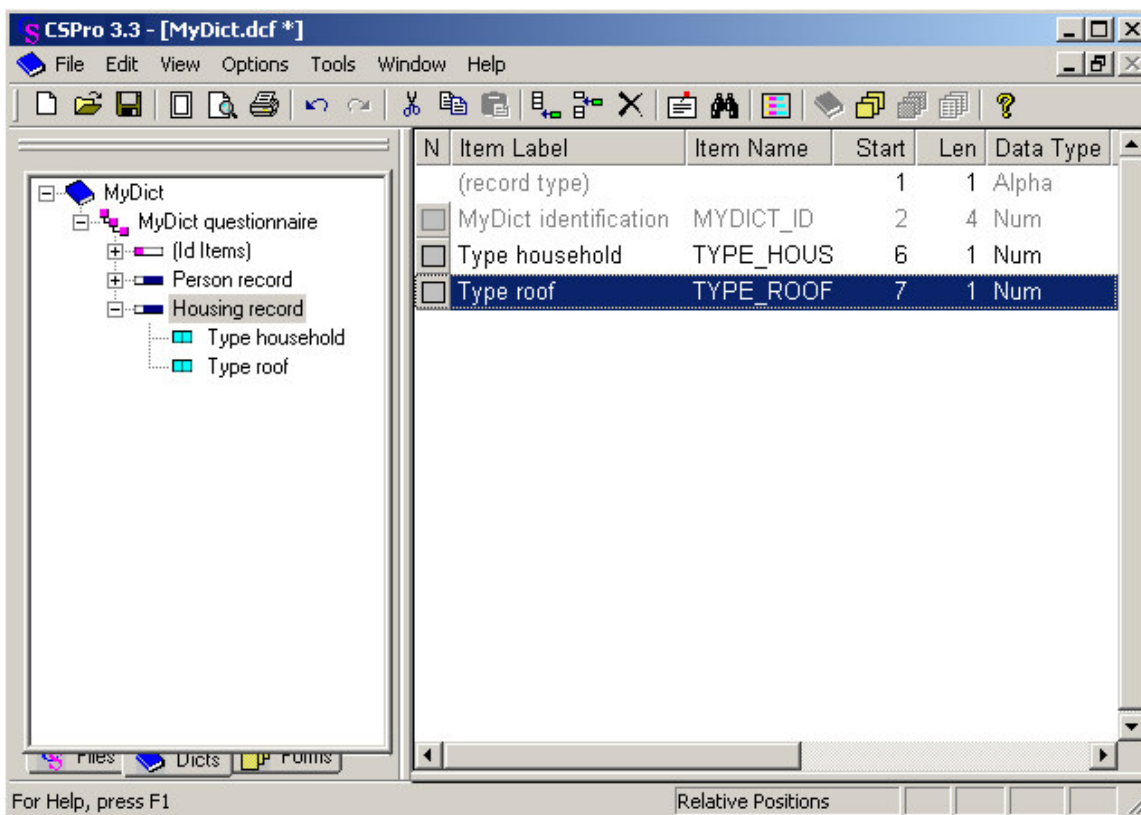 CSPro 3.3 - [MyDict.dcf *]
File Edit View Options Tools Window Help
MyDict
MyDict questionnaire
(Id Items)
Person record
Housing record
Type household
Type roof
N Item Label Item Name Start Len Data Type
(record type) 1 1 Alpha
MyDict identification MYDICT_ID 2 4 Num
Type household TYPE_HOUS 6 1 Num
Type roof TYPE_ROOF 7 1 Num
Files Dicts Forms
For Help, press F1 Relative Positions